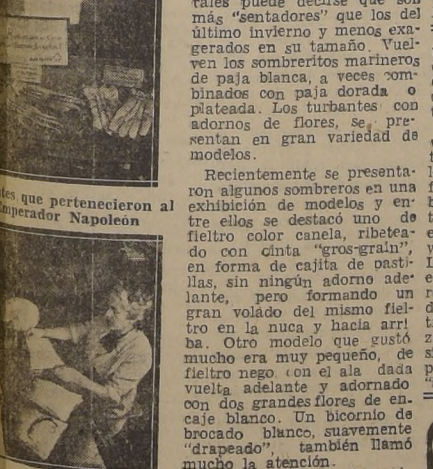 rales puede decirse que son
más "sentadores" que los del
último invierno y menos exa-
gerados en su tamaño. Vuel-
ven los sombreritos marineros
de paja blanca, a veces com-
binados con paja dorada o
plateada. Los turbantes con
adornos de flores, se pre-
sentan en gran variedad de
modelos.
Recientemente se presenta-
ron algunos sombreros en una
exhibición de modelos y en-
tre ellos se destacó uno de
fieltro color canela, ribetea-
do con cinta "gros-grain",
en forma de cajita de pasti-
llas, sin ningún adorno ade-
lante, pero formando un
gran volado del mismo fiel-
tro en la nuca y hacia arri
ba. Otro modelo que gustó
mucho era muy pequeño, de
fieltro nego con el ala dada
vuelta adelante y adornado
con dos grandes flores de en-
caje blanco. Un bicornio de
brocado blanco, suavemente
"drapeado", también llamó
mucho la atención.
tes que pertenecieron al
Emperador Napoleón